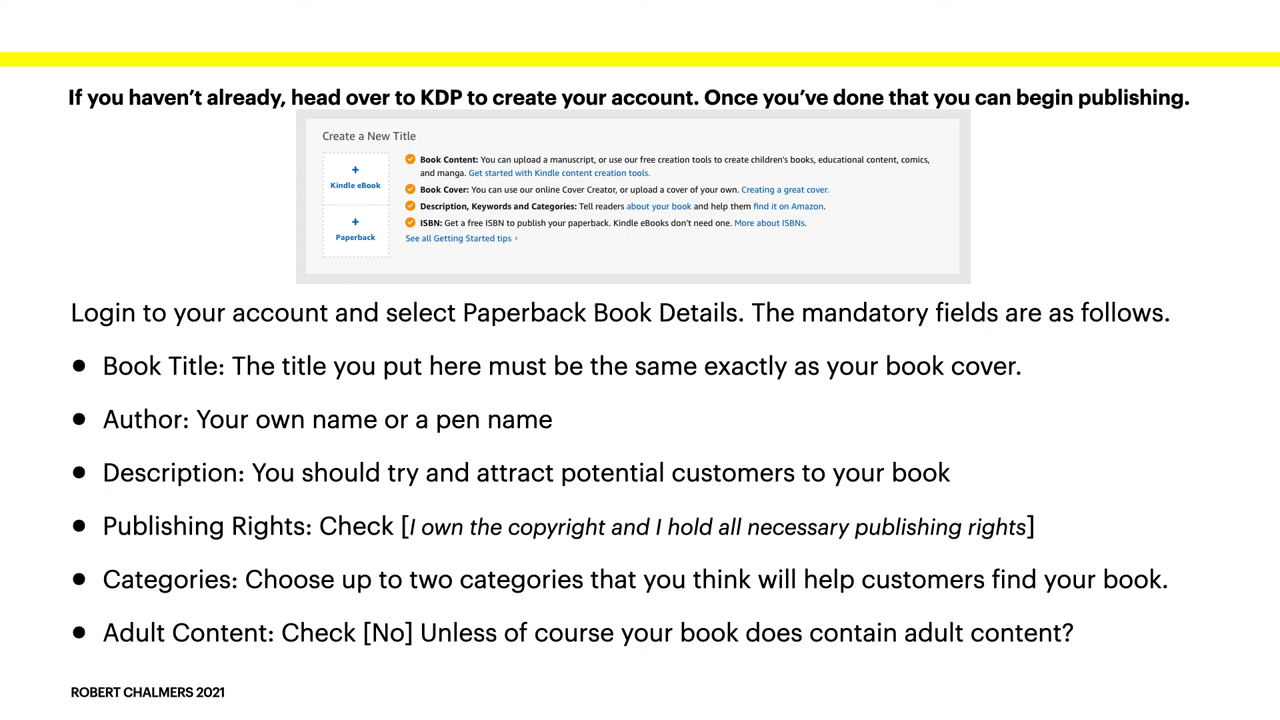 If you haven't already, head over to KDP to create your account. Once you've done that you can begin publishing.
Create a New Title
+
Kindle eBook
+
Paperback
Book Content: You can upload a manuscript, or use our free creation tools to create children's books, educational content, comics,
and manga. Get started with Kindle content creation tools.
Book Cover: You can use our online Cover Creator, or upload a cover of your own. Creating a great cover.
Description, Keywords and Categories: Tell readers about your book and help them find it on Amazon.
ISBN: Get a free ISBN to publish your paperback. Kindle eBooks don't need one. More about ISBNs.
See all Getting Started tips ›
Login to your account and select Paperback Book Details. The mandatory fields are as follows.
• Book Title: The title you put here must be the same exactly as your book cover.
• Author: Your own name or a pen name
• Description: You should try and attract potential customers to your book
• Publishing Rights: Check [I own the copyright and I hold all necessary publishing rights]
• Categories: Choose up to two categories that you think will help customers find your book.
• Adult Content: Check [No] Unless of course your book does contain adult content?
ROBERT CHALMERS 2021